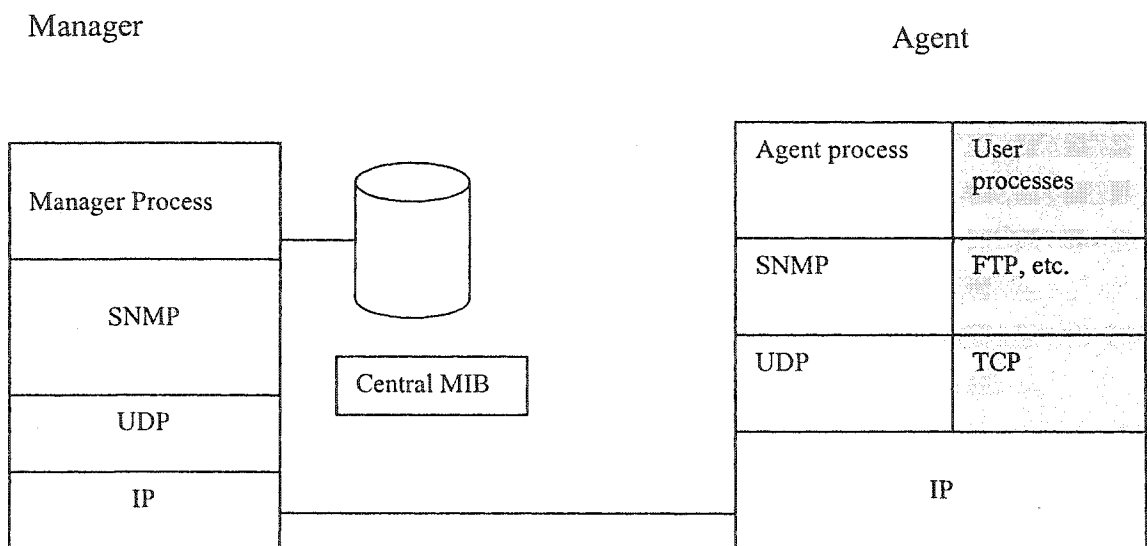 Manager
Agent
Manager Process
SNMP
UDP
IP
Central MIB
Agent process
User
processes
SNMP
FTP, etc.
UDP
TCP
IP